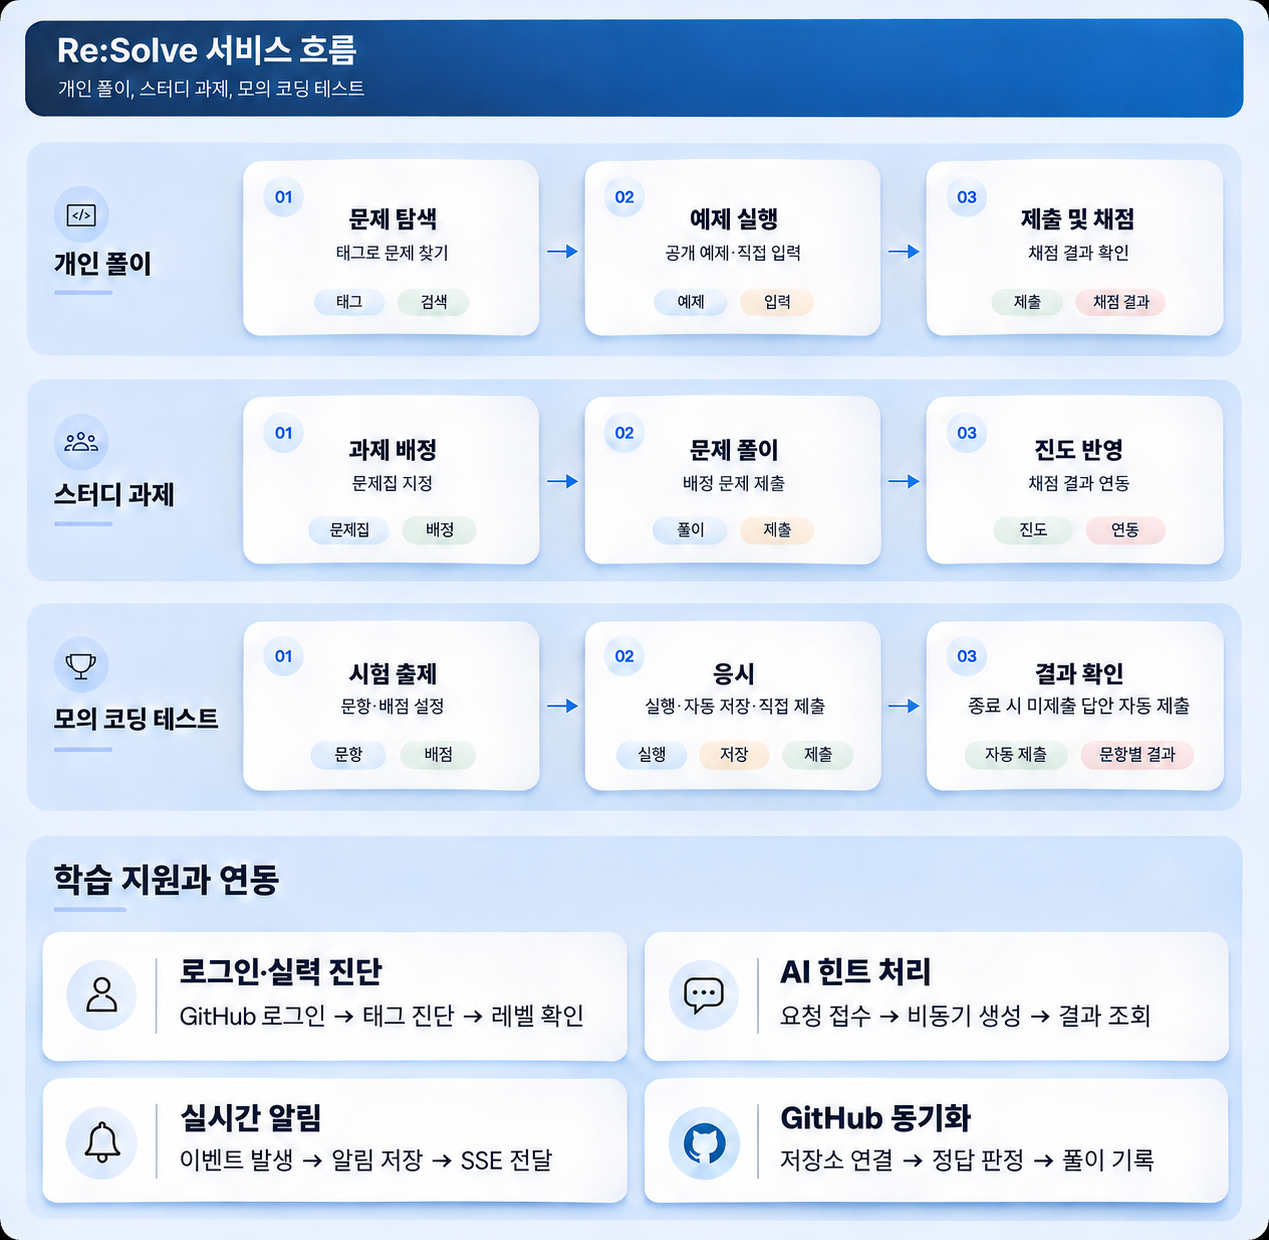 Re:Solve 서비스 흐름
개인 풀이, 스터디 과제, 모의 코딩 테스트
개인 풀이
01
문제 탐색
태그로 문제 찾기
태그 검색
02
예제 실행
공개 예제·직접 입력
예제 입력
03
제출 및 채점
채점 결과 확인
제출 채점 결과
스터디 과제
01
과제 배정
문제집 지정
문제집 배정
02
문제 풀이
배정 문제 제출
풀이 제출
03
진도 반영
채점 결과 연동
진도 연동
모의 코딩 테스트
01
시험 출제
문항·배점 설정
문항 배점
02
응시
실행·자동 저장·직접 제출
실행 저장 제출
03
결과 확인
종료 시 미제출 답안 자동 제출
자동 제출 문항별 결과
학습 지원과 연동
로그인·실력 진단
GitHub 로그인 → 태그 진단 → 레벨 확인
AI 힌트 처리
요청 접수 → 비동기 생성 → 결과 조회
실시간 알림
이벤트 발생 → 알림 저장 → SSE 전달
GitHub 동기화
저장소 연결 → 정답 판정 → 풀이 기록